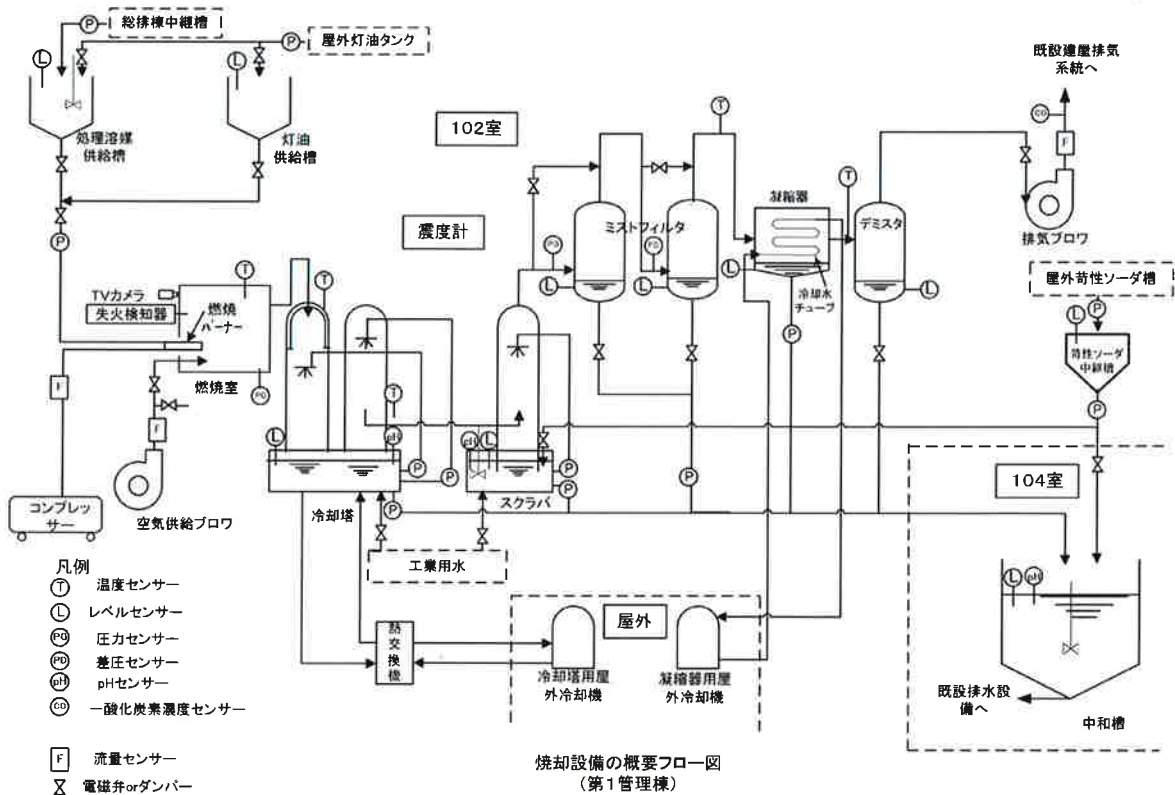 総排棟中継槽
屋外灯油タンク
P
P
L
L
処理溶媒
供給槽
灯油
供給槽
P
102室
震度計
T
PD
L
ミストフィルタ
PD
L
凝縮器
L
冷却水
チューブ
P
T
デミスタ
L
既設建屋排気
系統へ
CO
F
排気ブロワ
屋外苛性ソーダ槽
P
L
苛性ソーダ
中継槽
P
TVカメラ
失火検知器
燃焼
バーナー
T
T
燃焼室
PD
F
F
コンプレッ
サー
空気供給ブロワ
L
T
pH
P
P
P
冷却塔
pH
L
P
P
スクラバ
P
工業用水
熱交換機
屋外
冷却塔用屋
外冷却機
凝縮器用屋
外冷却機
104室
L
pH
既設排水設
備へ
中和槽
凡例
T 温度センサー
L レベルセンサー
PG 圧力センサー
PD 差圧センサー
pH pHセンサー
CO 一酸化炭素濃度センサー
F 流量センサー
電磁弁orダンパー
焼却設備の概要フロー図
(第1管理棟)